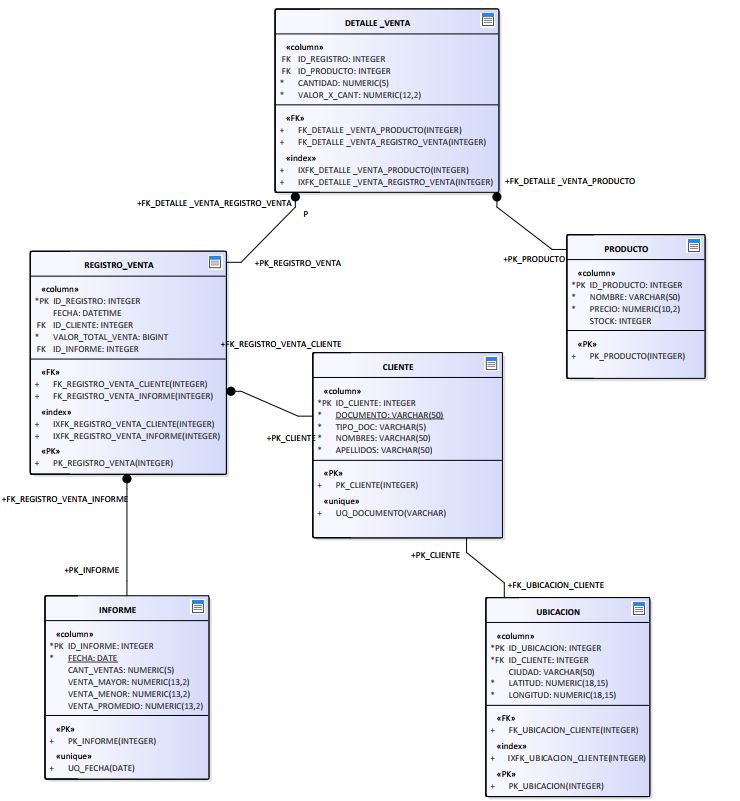 DETALLE _VENTA
«column»
FK ID_REGISTRO: INTEGER
FK ID_PRODUCTO: INTEGER
* CANTIDAD: NUMERIC(5)
* VALOR_X_CANT: NUMERIC(12,2)
«FK»
+ FK_DETALLE _VENTA_PRODUCTO(INTEGER)
+ FK_DETALLE _VENTA_REGISTRO_VENTA(INTEGER)
«index»
+ IXFK_DETALLE _VENTA_PRODUCTO(INTEGER)
+ IXFK_DETALLE _VENTA_REGISTRO_VENTA(INTEGER)
+FK_DETALLE _VENTA_PRODUCTO
+FK_DETALLE _VENTA_REGISTRO_VENTA
P
+PK_REGISTRO_VENTA
+PK_PRODUCTO
PRODUCTO
«column»
*PK ID_PRODUCTO: INTEGER
* NOMBRE: VARCHAR(50)
* PRECIO: NUMERIC(10,2)
STOCK: INTEGER
«PK»
+ PK_PRODUCTO(INTEGER)
REGISTRO_VENTA
«column»
*PK ID_REGISTRO: INTEGER
FECHA: DATETIME
FK ID_CLIENTE: INTEGER
* VALOR_TOTAL_VENTA: BIGINT
FK ID_INFORME: INTEGER
«FK»
+ FK_REGISTRO_VENTA_CLIENTE(INTEGER)
+ FK_REGISTRO_VENTA_INFORME(INTEGER)
«index»
+ IXFK_REGISTRO_VENTA_CLIENTE(INTEGER)
+ IXFK_REGISTRO_VENTA_INFORME(INTEGER)
«PK»
+ PK_REGISTRO_VENTA(INTEGER)
+FK_REGISTRO_VENTA_CLIENTE
+PK_CLIENTE
CLIENTE
«column»
*PK ID_CLIENTE: INTEGER
* DOCUMENTO: VARCHAR(50)
* TIPO_DOC: VARCHAR(5)
* NOMBRES: VARCHAR(50)
* APELLIDOS: VARCHAR(50)
«PK»
+ PK_CLIENTE(INTEGER)
«unique»
+ UQ_DOCUMENTO(VARCHAR)
+FK_REGISTRO_VENTA_INFORME
+PK_INFORME
+PK_CLIENTE
+FK_UBICACION_CLIENTE
INFORME
«column»
*PK ID_INFORME: INTEGER
* FECHA: DATE
CANT_VENTAS: NUMERIC(5)
VENTA_MAYOR: NUMERIC(13,2)
VENTA_MENOR: NUMERIC(13,2)
VENTA_PROMEDIO: NUMERIC(13,2)
«PK»
+ PK_INFORME(INTEGER)
«unique»
+ UQ_FECHA(DATE)
UBICACION
«column»
*PK ID_UBICACION: INTEGER
*FK ID_CLIENTE: INTEGER
CIUDAD: VARCHAR(50)
* LATITUD: NUMERIC(18,15)
* LONGITUD: NUMERIC(18,15)
«FK»
+ FK_UBICACION_CLIENTE(INTEGER)
«index»
+ IXFK_UBICACION_CLIENTE(INTEGER)
«PK»
+ PK_UBICACION(INTEGER)